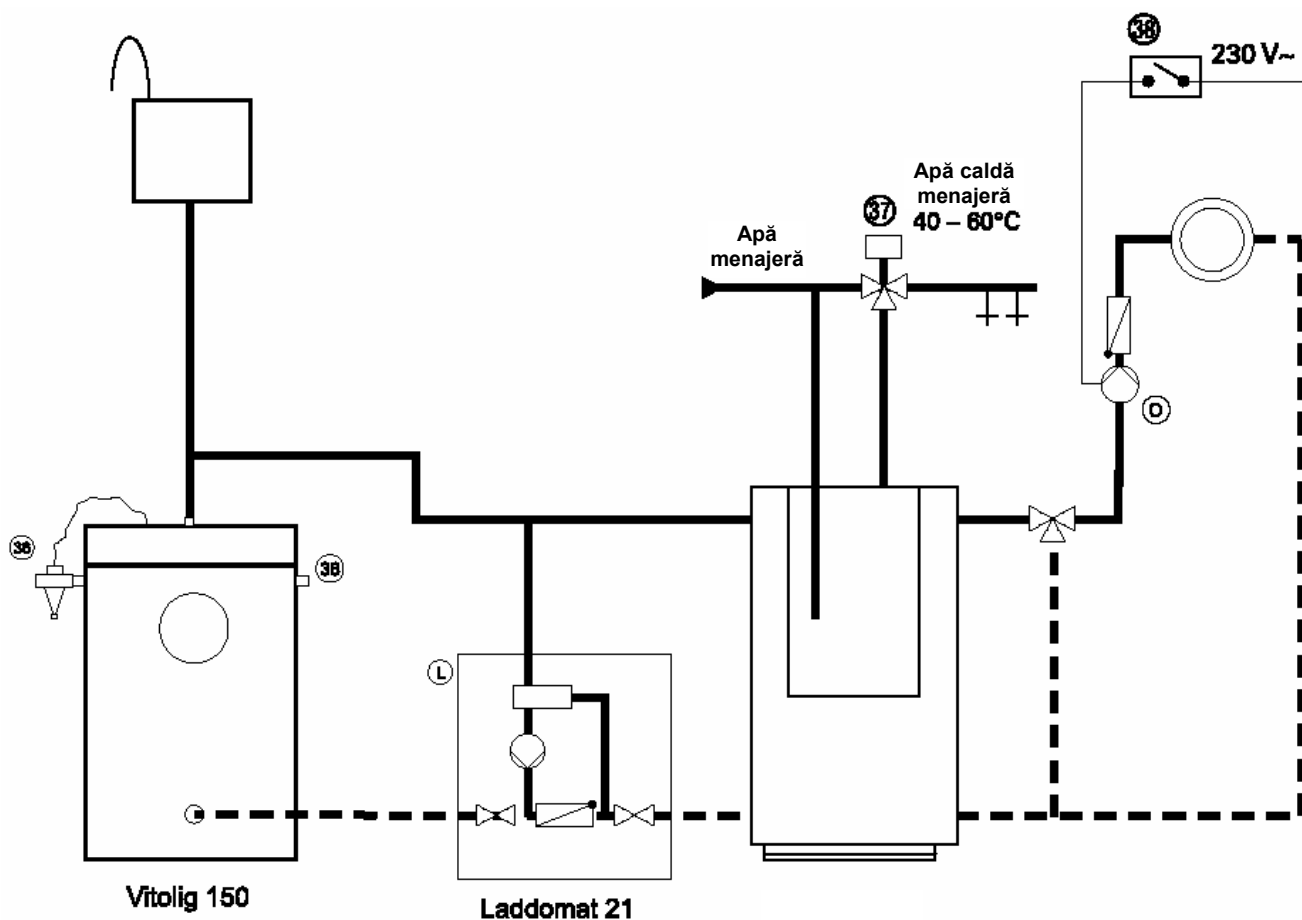 38
230 V~
Apă caldă
menajeră
37
40 – 60°C
Apă
menajeră
O
36
38
L
Vitolig 150
Laddomat 21